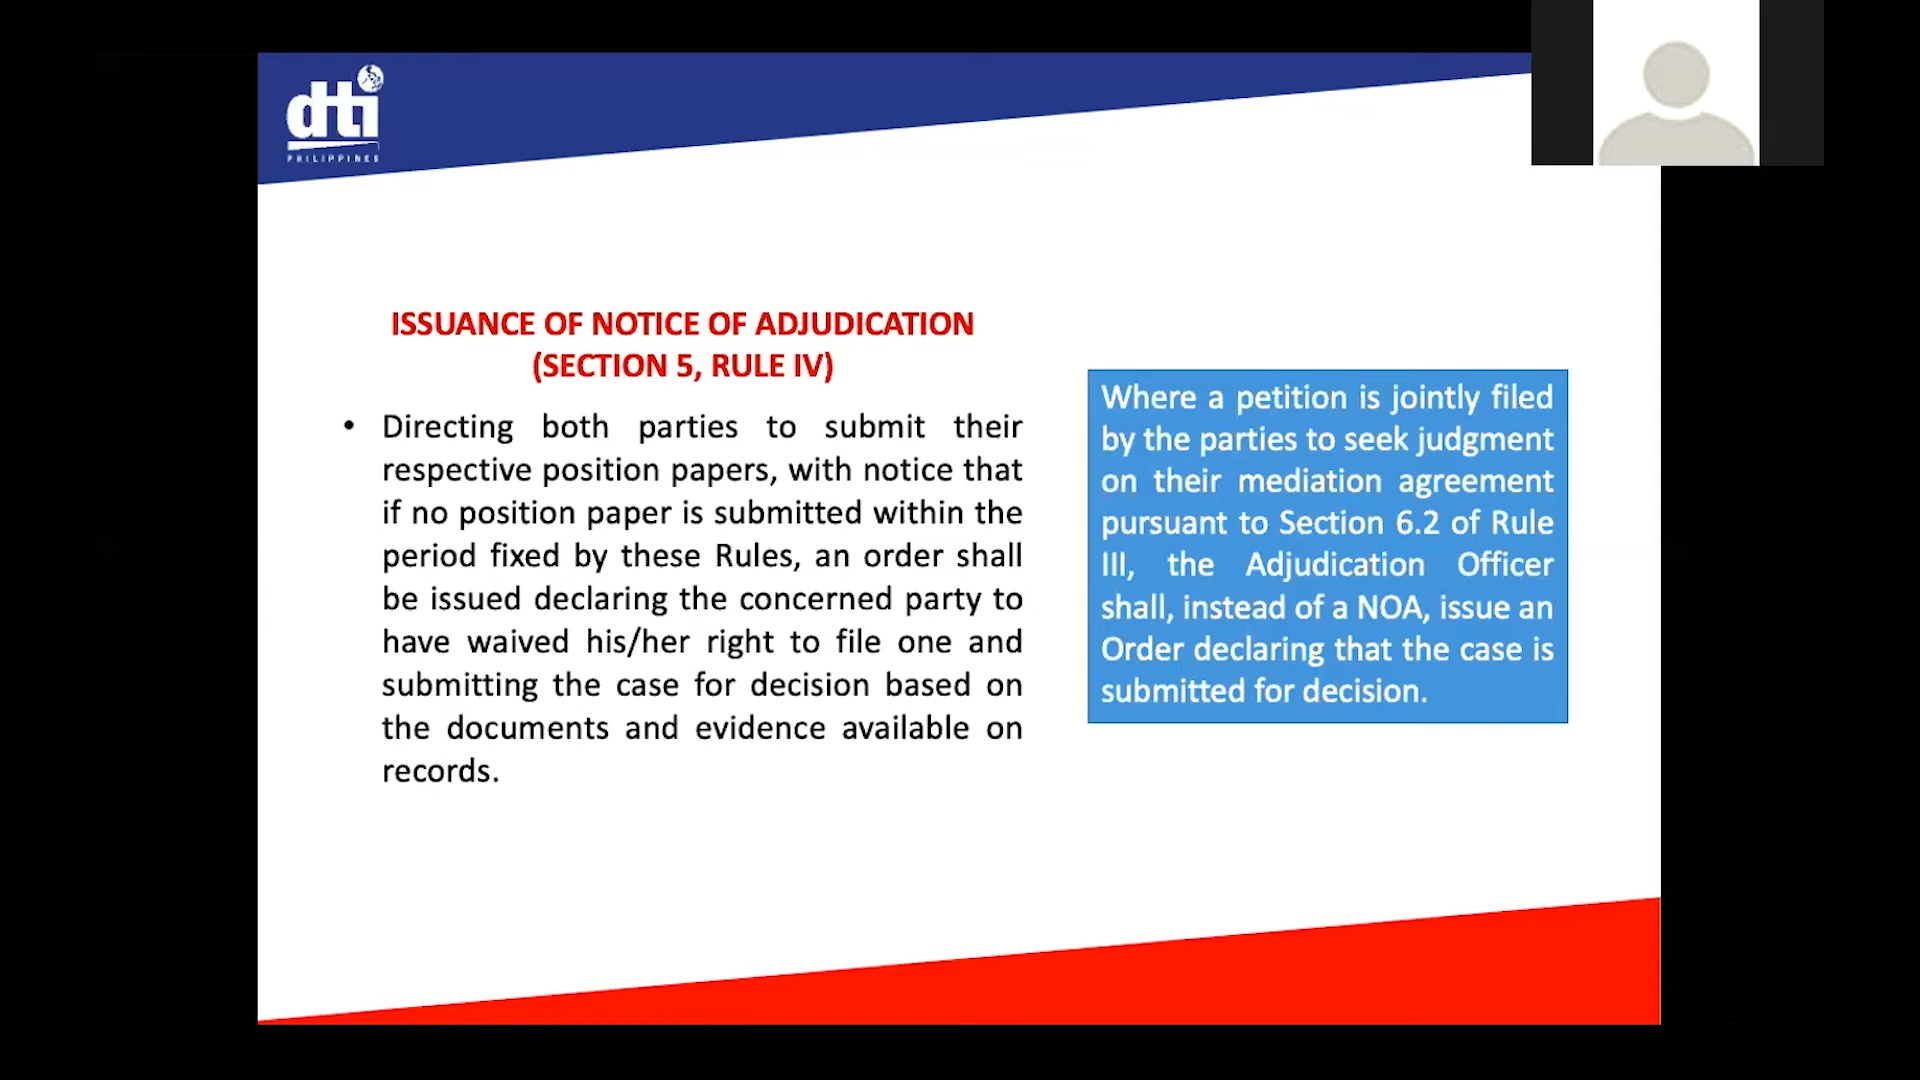 dti
PHILIPPINES
ISSUANCE OF NOTICE OF ADJUDICATION
(SECTION 5, RULE IV)
• Directing both parties to submit their
respective position papers, with notice that
if no position paper is submitted within the
period fixed by these Rules, an order shall
be issued declaring the concerned party to
have waived his/her right to file one and
submitting the case for decision based on
the documents and evidence available on
records.
Where a petition is jointly filed
by the parties to seek judgment
on their mediation agreement
pursuant to Section 6.2 of Rule
III, the Adjudication Officer
shall, instead of a NOA, issue an
Order declaring that the case is
submitted for decision.